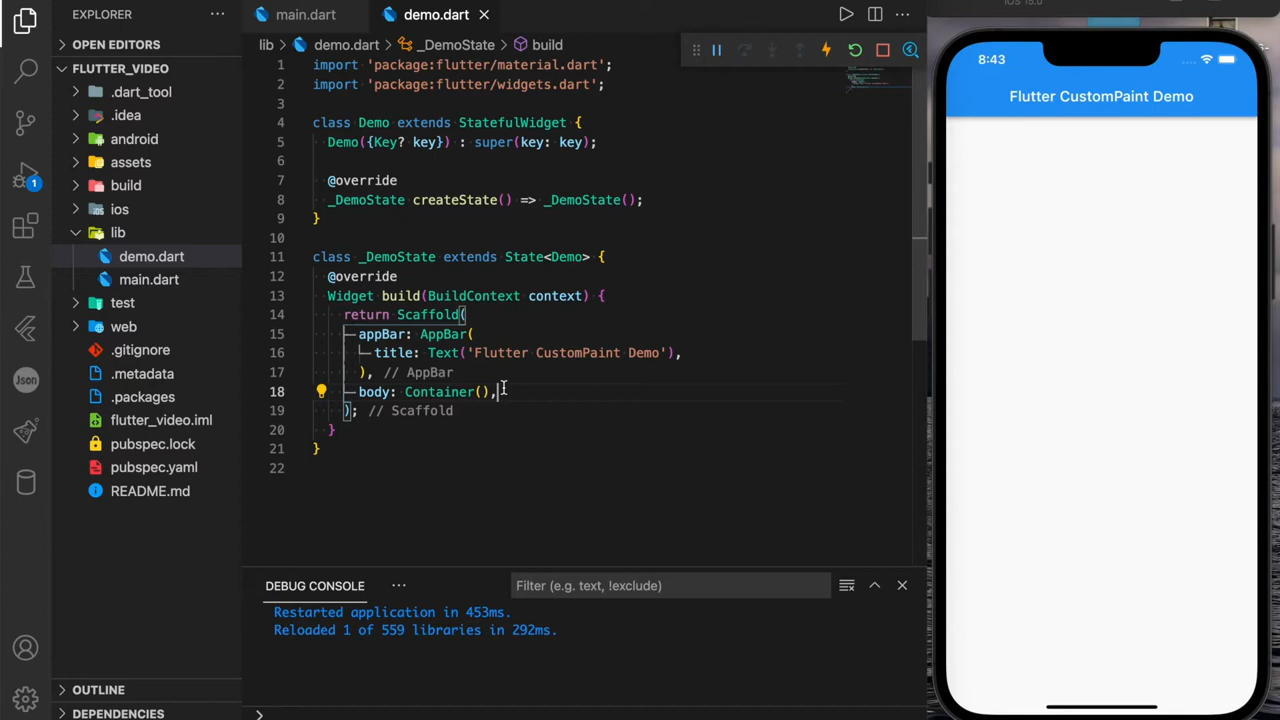 EXPLORER
OPEN EDITORS
FLUTTER_VIDEO
.dart_tool
.idea
android
assets
build
ios
lib
demo.dart
main.dart
test
web
.gitignore
.metadata
.packages
flutter_video.iml
pubspec.lock
pubspec.yaml
README.md
OUTLINE
DEPENDENCIES
1
Json
main.dart
demo.dart
lib > demo.dart > _DemoState > build
1 import 'package:flutter/material.dart';
2 import 'package:flutter/widgets.dart';
3
4 class Demo extends StatefulWidget {
5 Demo({Key? key}) : super(key: key);
6
7 @override
8 _DemoState createState() => _DemoState();
9 }
10
11 class _DemoState extends State<Demo> {
12 @override
13 Widget build(BuildContext context) {
14 return Scaffold(
15 appBar: AppBar(
16 title: Text('Flutter CustomPaint Demo'),
17 ), // AppBar
18 body: Container(),
19 ); // Scaffold
20 }
21 }
22
DEBUG CONSOLE
Filter (e.g. text, !exclude)
Restarted application in 453ms.
Reloaded 1 of 559 libraries in 292ms.
>
iOS 15.0
8:43
Flutter CustomPaint Demo